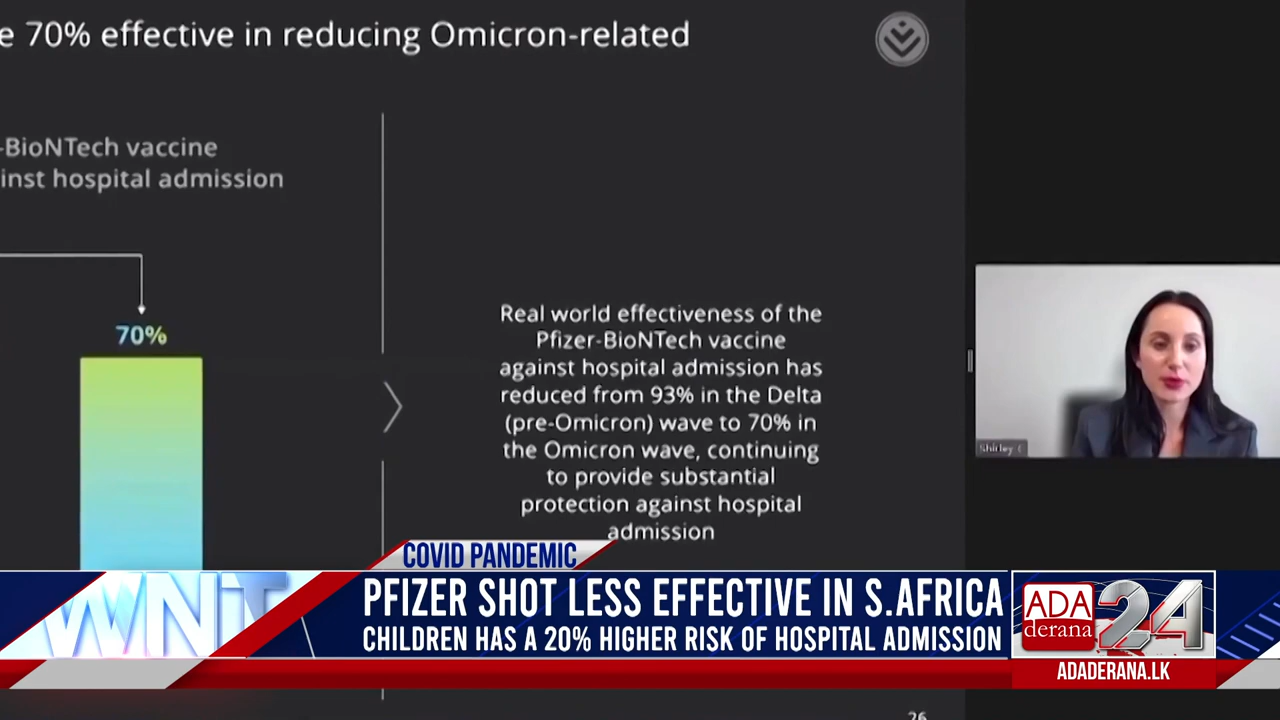 e 70% effective in reducing Omicron-related
-BioNTech vaccine
inst hospital admission
70%
Real world effectiveness of the
Pfizer-BioNTech vaccine
against hospital admission has
reduced from 93% in the Delta
(pre-Omicron) wave to 70% in
the Omicron wave, continuing
to provide substantial
protection against hospital
admission
Shirley C
COVID PANDEMIC
WNT
PFIZER SHOT LESS EFFECTIVE IN S.AFRICA
CHILDREN HAS A 20% HIGHER RISK OF HOSPITAL ADMISSION
ADA
derana
24
ADADERANA.LK
26